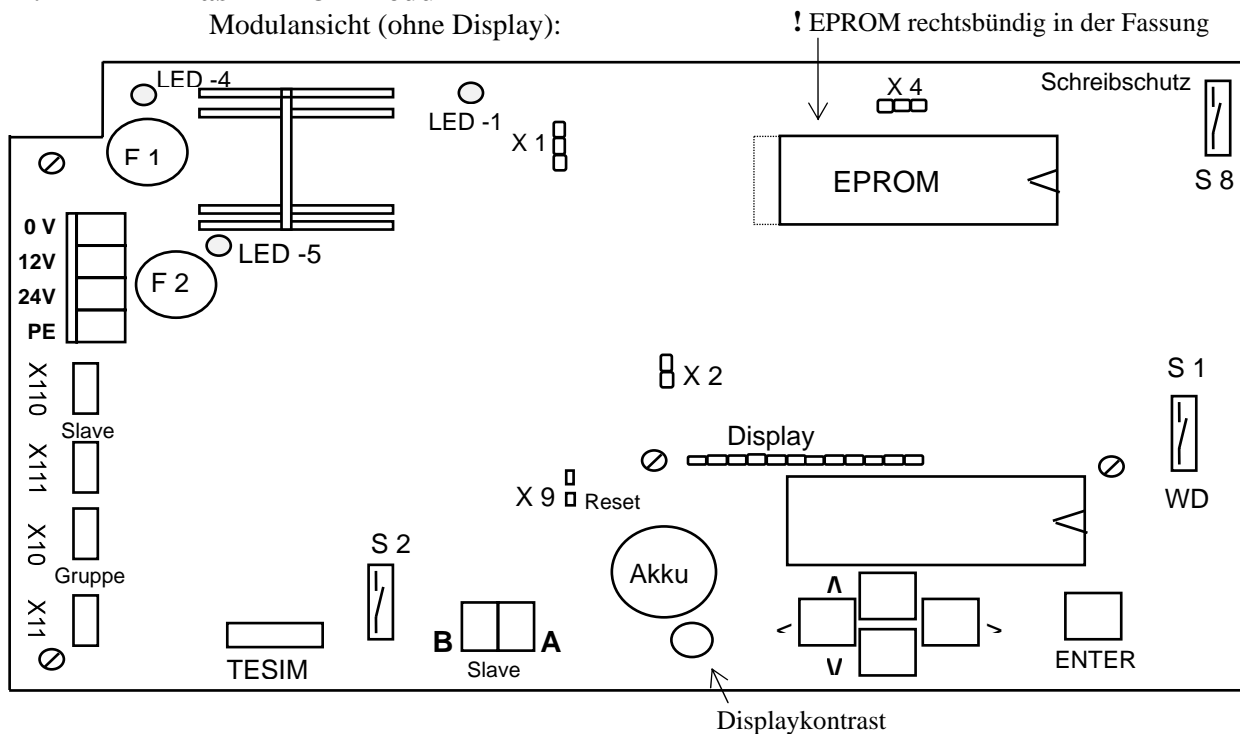 Modulansicht (ohne Display):
! EPROM rechtsbündig in der Fassung
LED -4
LED -1
X 4
Schreibschutz
F 1
X 1
EPROM
S 8
0 V
12V
24V
PE
LED -5
F 2
X110
Slave
X111
X10
Gruppe
X11
X 2
S 1
Display
WD
X 9 Reset
S 2
Akku
TESIM
B A
Slave
Λ
< >
V
ENTER
Displaykontrast